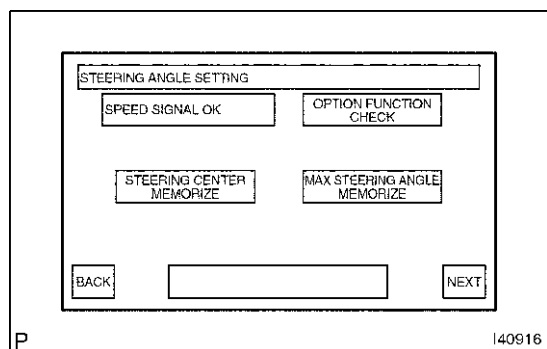 STEERING ANGLE SETTING
SPEED SIGNAL OK
OPTION FUNCTION
CHECK
STEERING CENTER
MEMORIZE
MAX STEERING ANGLE
MEMORIZE
BACK
NEXT
P
I40916